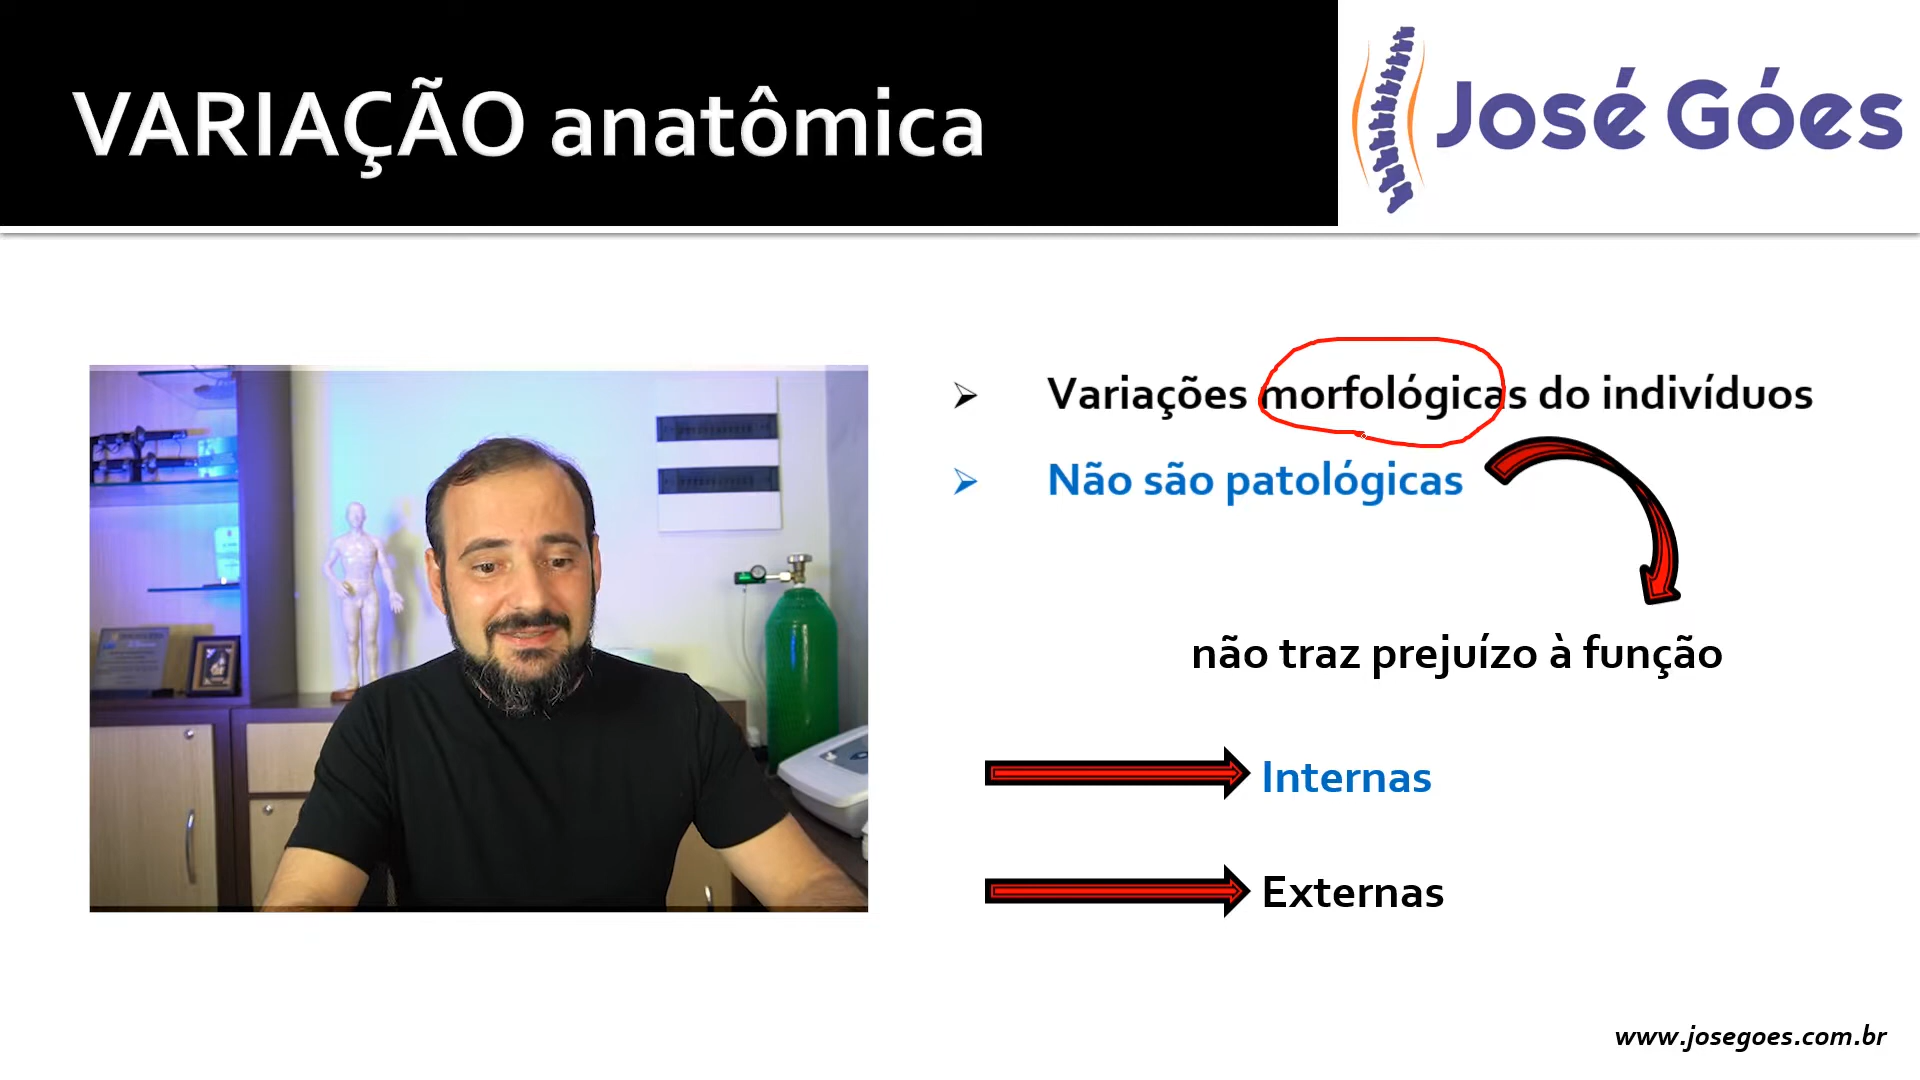 VARIAÇÃO anatômica
José Góes
Variações morfológicas do indivíduos
Não são patológicas
não traz prejuízo à função
Internas
Externas
www.josegoes.com.br